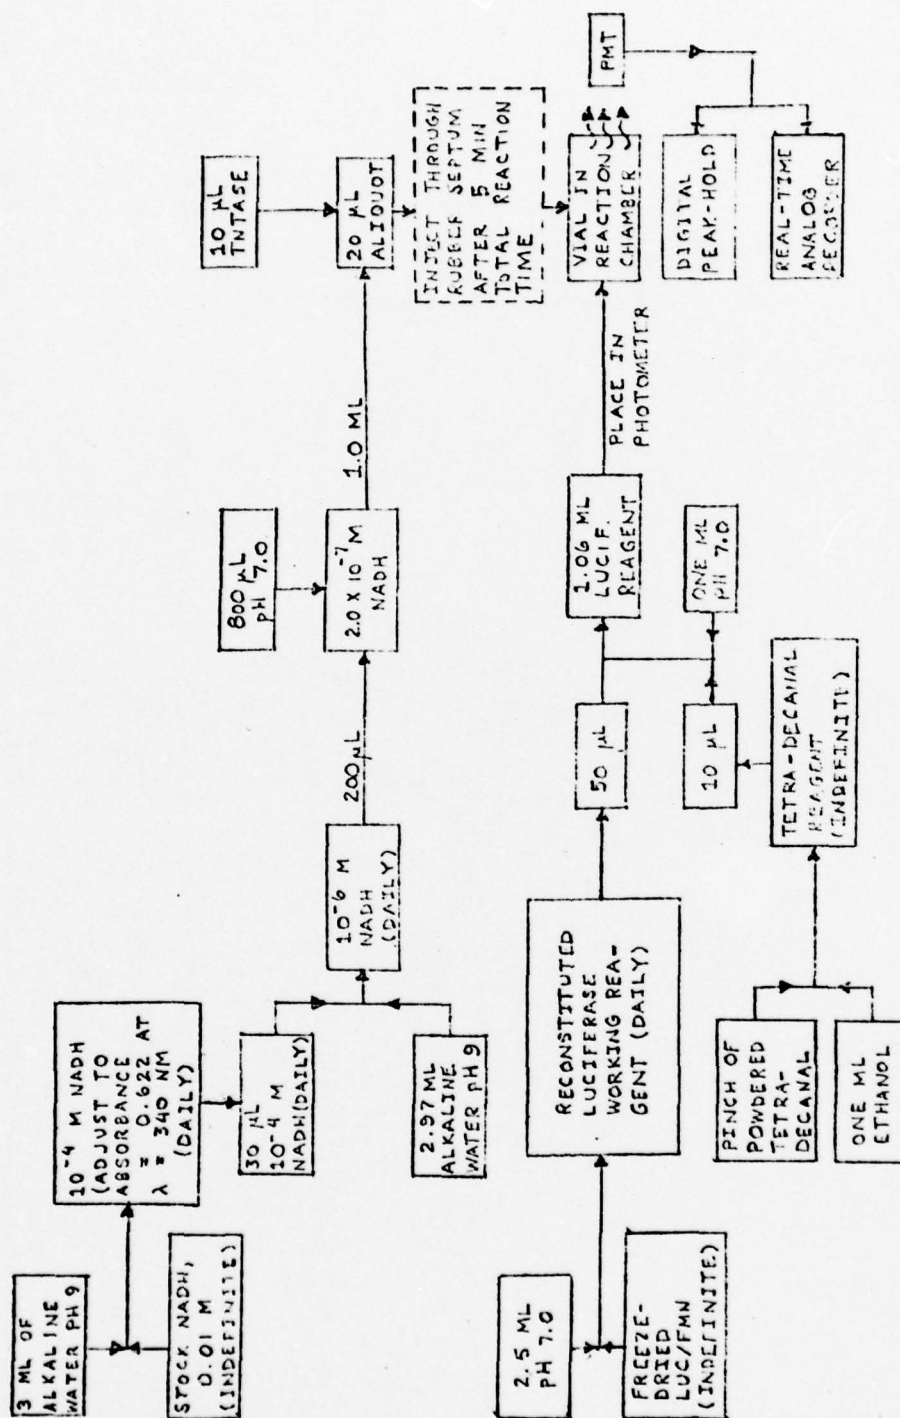 3 ML OF
ALKALINE
WATER PH 9
STOCK NADH,
0.01 M
(INDEFINITE)
10⁻⁴ M NADH
(ADJUST TO
ABSORBANCE
= 0.622 AT
λ = 340 NM
(DAILY)
30 µL
10⁻⁴ M
NADH(DAILY)
2.97 ML
ALKALINE
WATER PH 9
10⁻⁶ M
NADH
(DAILY)
200 µL
800 µL
pH 7.0
2.0 X 10⁻⁷ M
NADH
1.0 ML
10 µL
TNTASE
20 µL
ALIQUOT
INJECT THROUGH
RUBBER SEPTUM
AFTER 5 MIN
TOTAL REACTION
TIME
2.5 ML
PH 7.0
FREEZE-
DRIED
LUC/FMN
(INDEFINITE)
RECONSTITUTED
LUCIFERASE
WORKING REA-
GENT (DAILY)
50 µL
PINCH OF
POWDERED
TETRA-
DECANAL
ONE ML
ETHANOL
TETRA-DECANAL
REAGENT
(INDEFINITE)
10 µL
ONE ML
pH 7.0
1.06 ML
LUCIF.
REAGENT
PLACE IN
PHOTOMETER
VIAL IN
REACTION
CHAMBER
PMT
DIGITAL
PEAK-HOLD
REAL-TIME
ANALOG
RECORDER